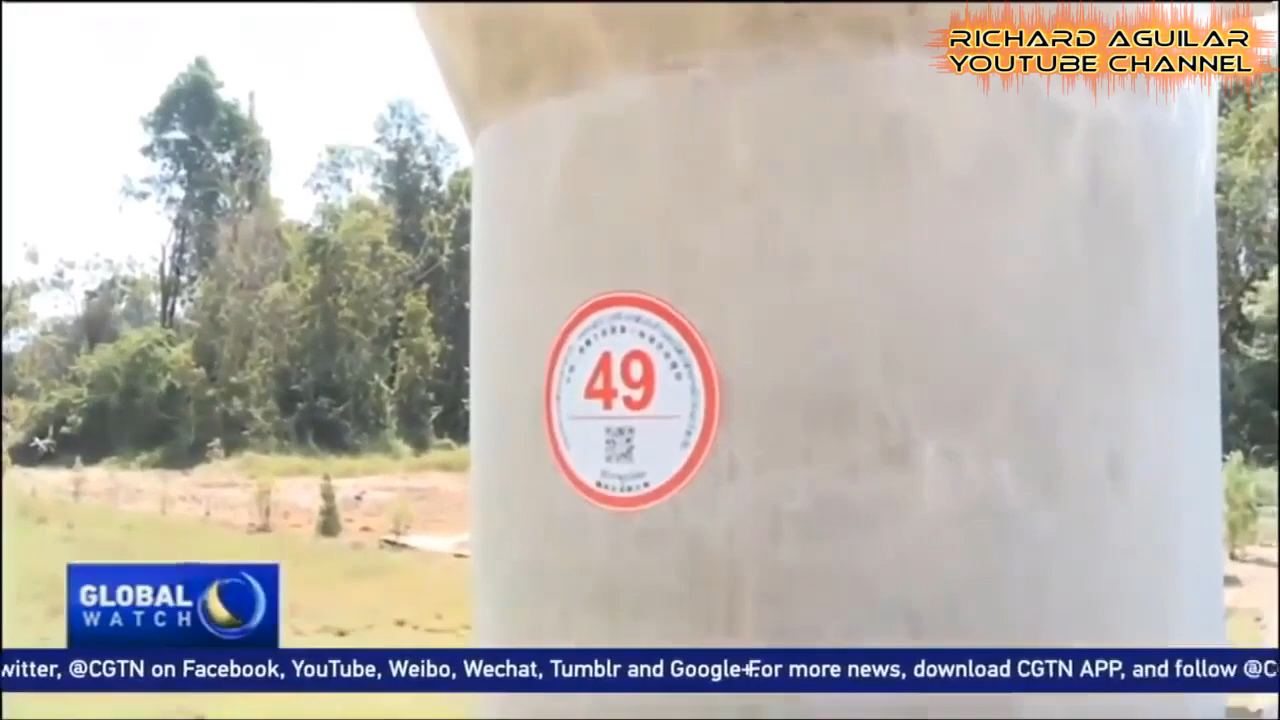 RICHARD AGUILAR
YOUTUBE CHANNEL
49
GLOBAL
WATCH
witter, @CGTN on Facebook, YouTube, Weibo, Wechat, Tumblr and Google+For more news, download CGTN APP, and follow @C